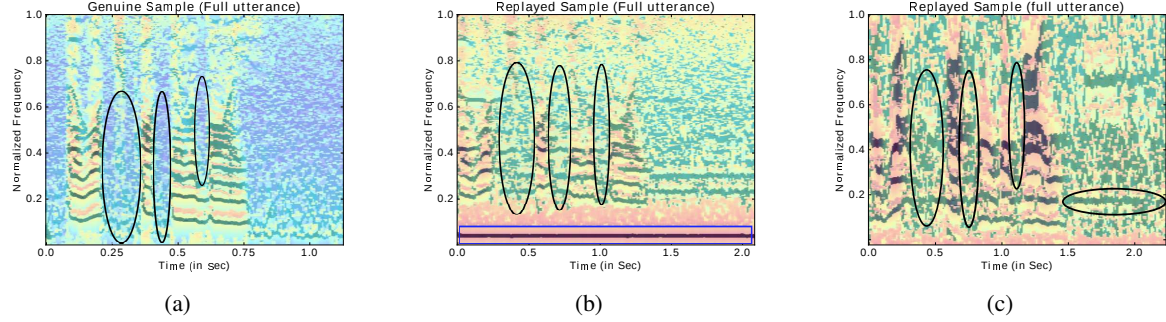 Genuine Sample (Full utterance)
Normalized Frequency
1.0
0.8
0.6
0.4
0.2
0.0
0.25
0.5
0.75
1.0
Time (in Sec)
(a)
Replayed Sample (Full utterance)
Normalized Frequency
1.0
0.8
0.6
0.4
0.2
0.0
0.5
1.0
1.5
2.0
Time (in Sec)
(b)
Replayed Sample (full utterance)
Normalized Frequency
1.0
0.8
0.6
0.4
0.2
0.0
0.5
1.0
1.5
2.0
Time (in Sec)
(c)